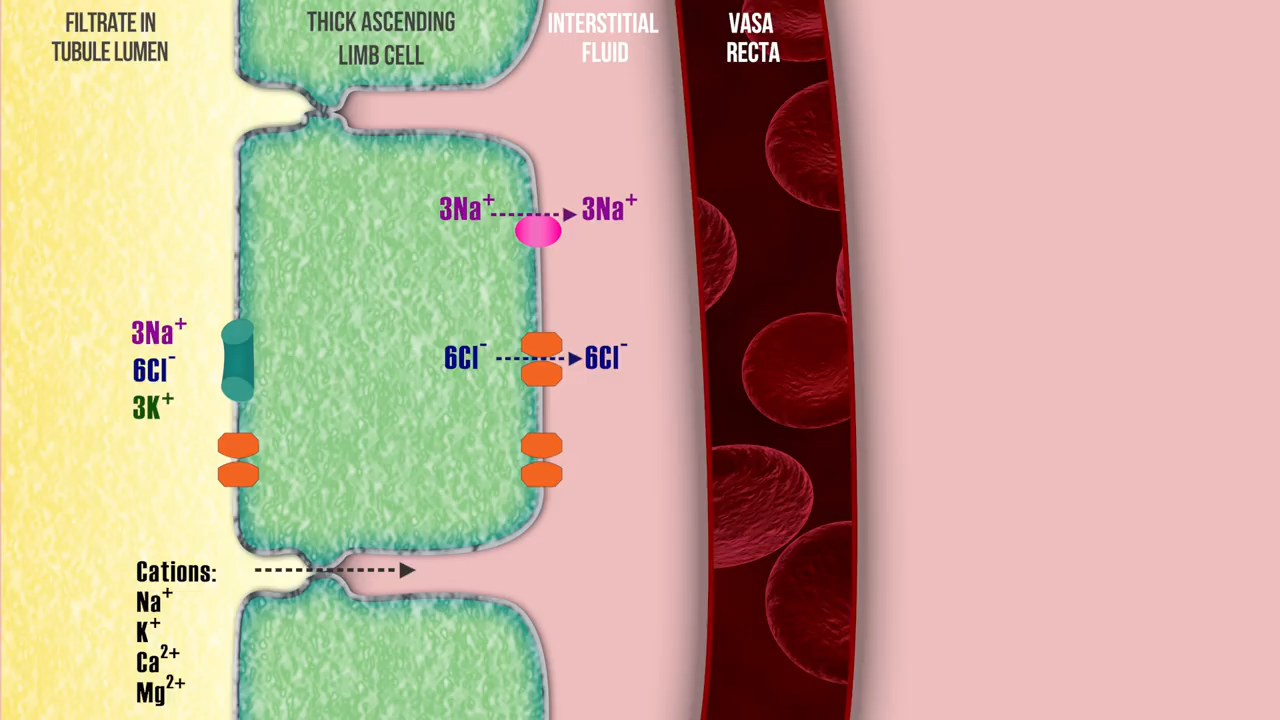 FILTRATE IN
TUBULE LUMEN
THICK ASCENDING
LIMB CELL
INTERSTITIAL
FLUID
VASA
RECTA
3Na⁺ 3Na⁺
3Na⁺
6Cl⁻
3K⁺
6Cl⁻ 6Cl⁻
Cations:
Na⁺
K⁺
Ca²⁺
Mg²⁺